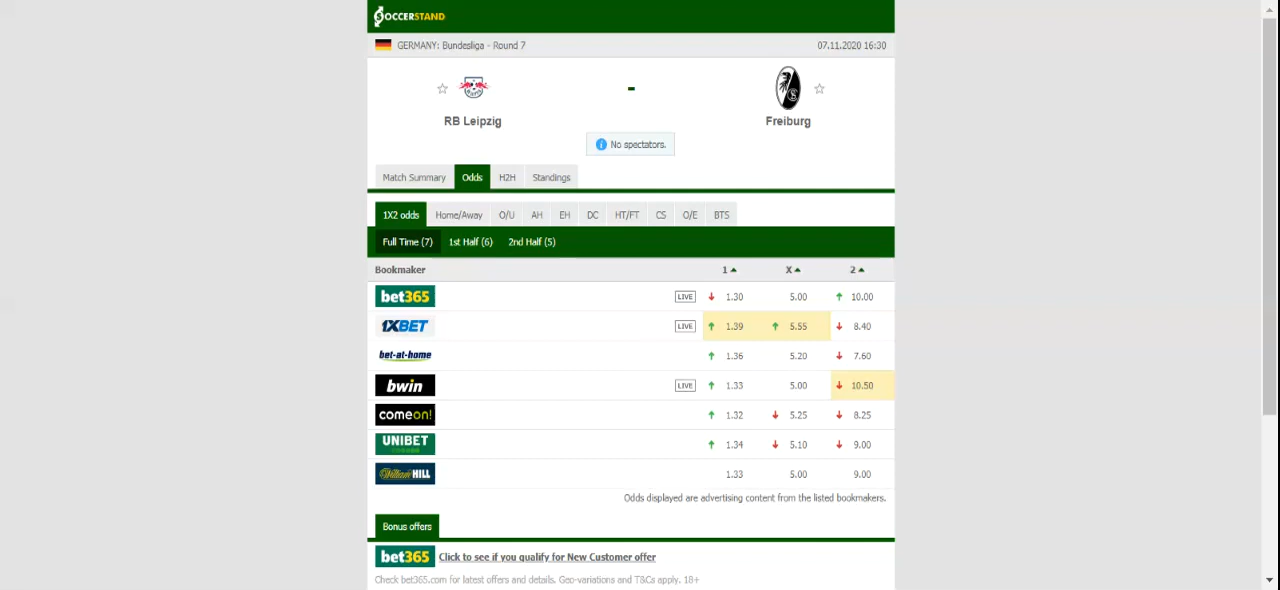 SOCCERSTAND
GERMANY: Bundesliga - Round 7 07.11.2020 16:30
-
RB Leipzig Freiburg
No spectators.
Match Summary Odds H2H Standings
1X2 odds Home/Away O/U AH EH DC HT/FT CS O/E BTS
Full Time (7) 1st Half (6) 2nd Half (5)
Bookmaker 1 X 2
bet365 LIVE 1.30 5.00 10.00
1XBET LIVE 1.39 5.55 8.40
bet-at-home 1.36 5.20 7.60
bwin LIVE 1.33 5.00 10.50
comeon! 1.32 5.25 8.25
UNIBET 1.34 5.10 9.00
William HILL 1.33 5.00 9.00
Odds displayed are advertising content from the listed bookmakers.
Bonus offers
bet365 Click to see if you qualify for New Customer offer
Check bet365.com for latest offers and details. Geo-variations and T&Cs apply. 18+